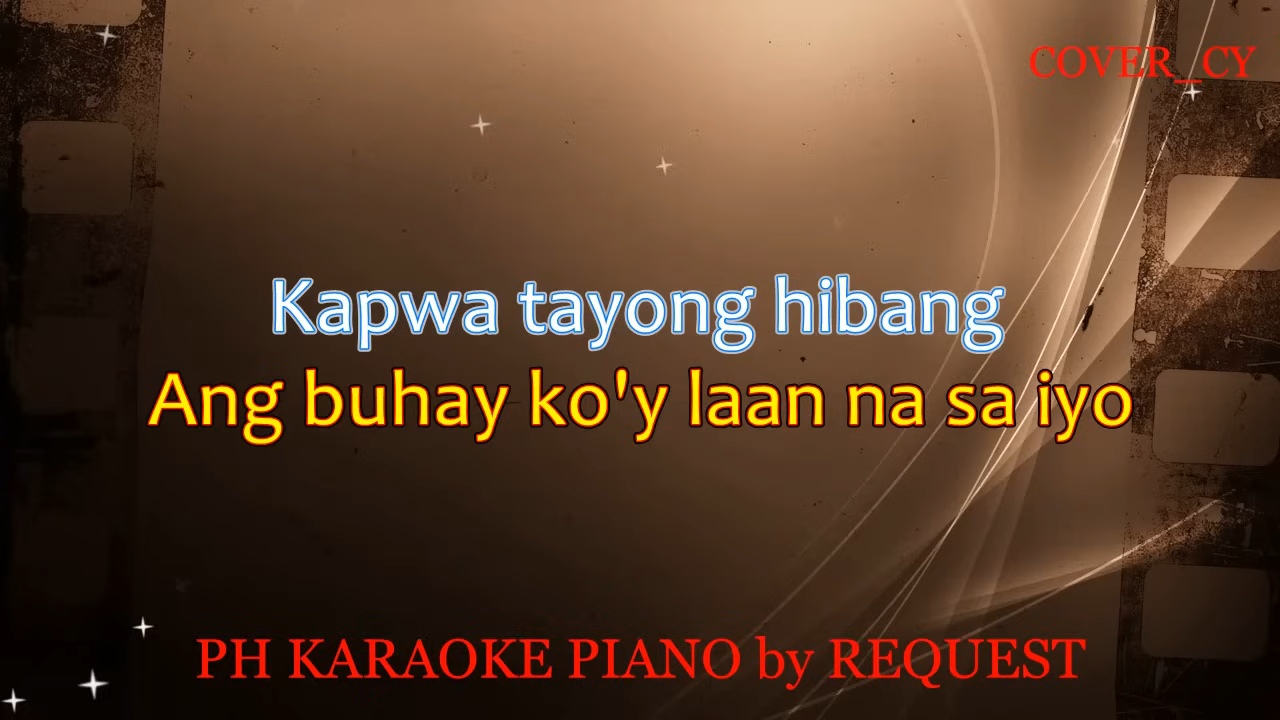 COVER_CY
Kapwa tayong hibang
Ang buhay ko'y laan na sa iyo
PH KARAOKE PIANO by REQUEST